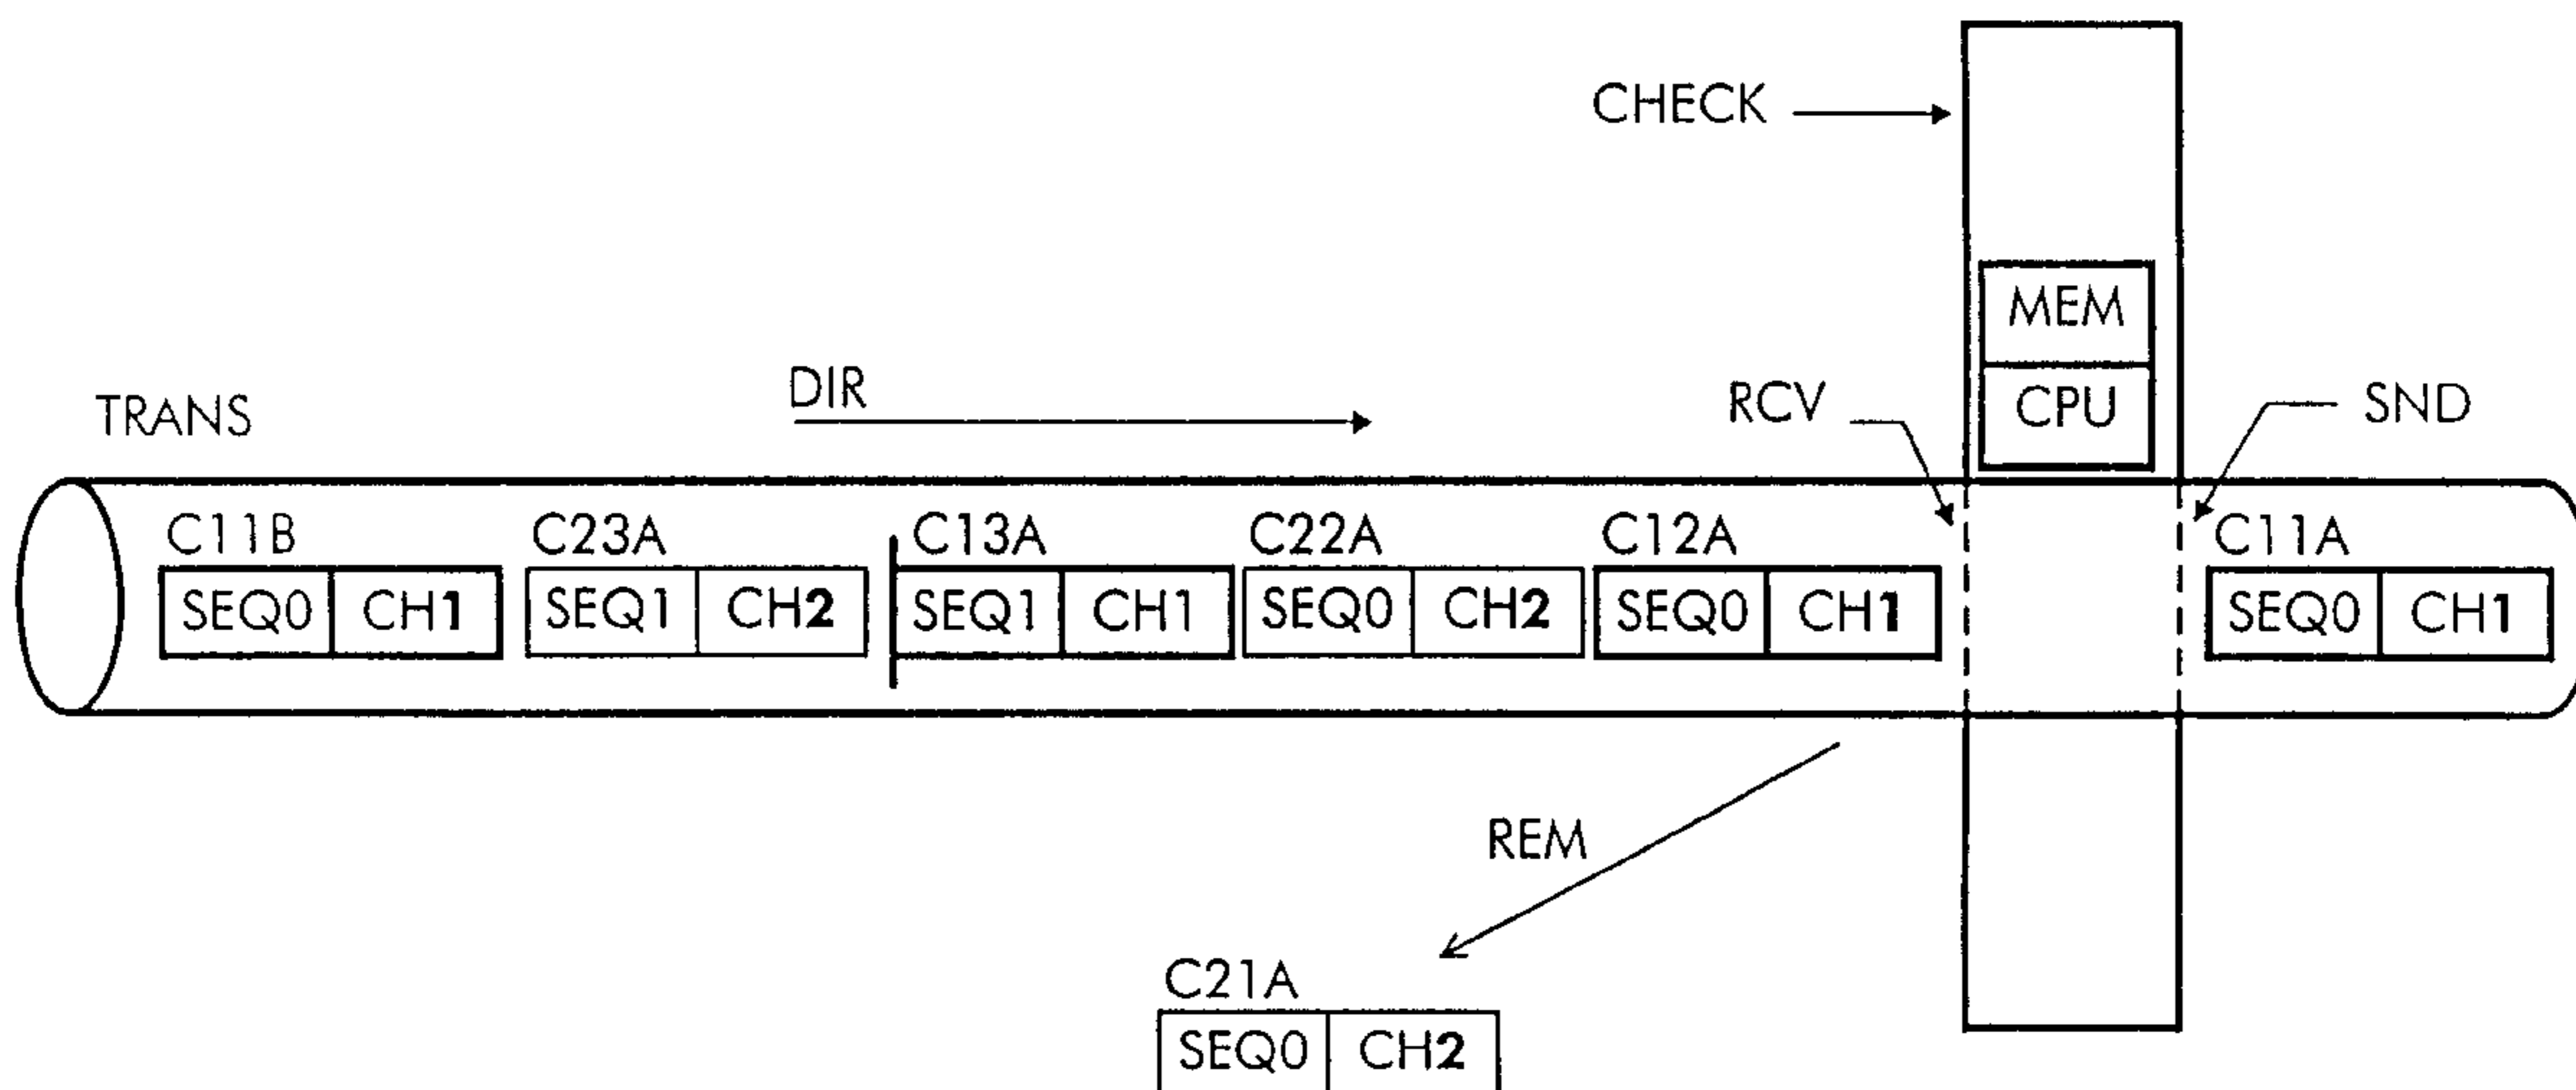 CHECK
MEM
DIR
CPU
TRANS
RCV
SND
C11B
C23A
C13A
C22A
C12A
C11A
SEQ0 CH1
SEQ1 CH2
SEQ1 CH1
SEQ0 CH2
SEQ0 CH1
SEQ0 CH1
REM
C21A
SEQ0 CH2